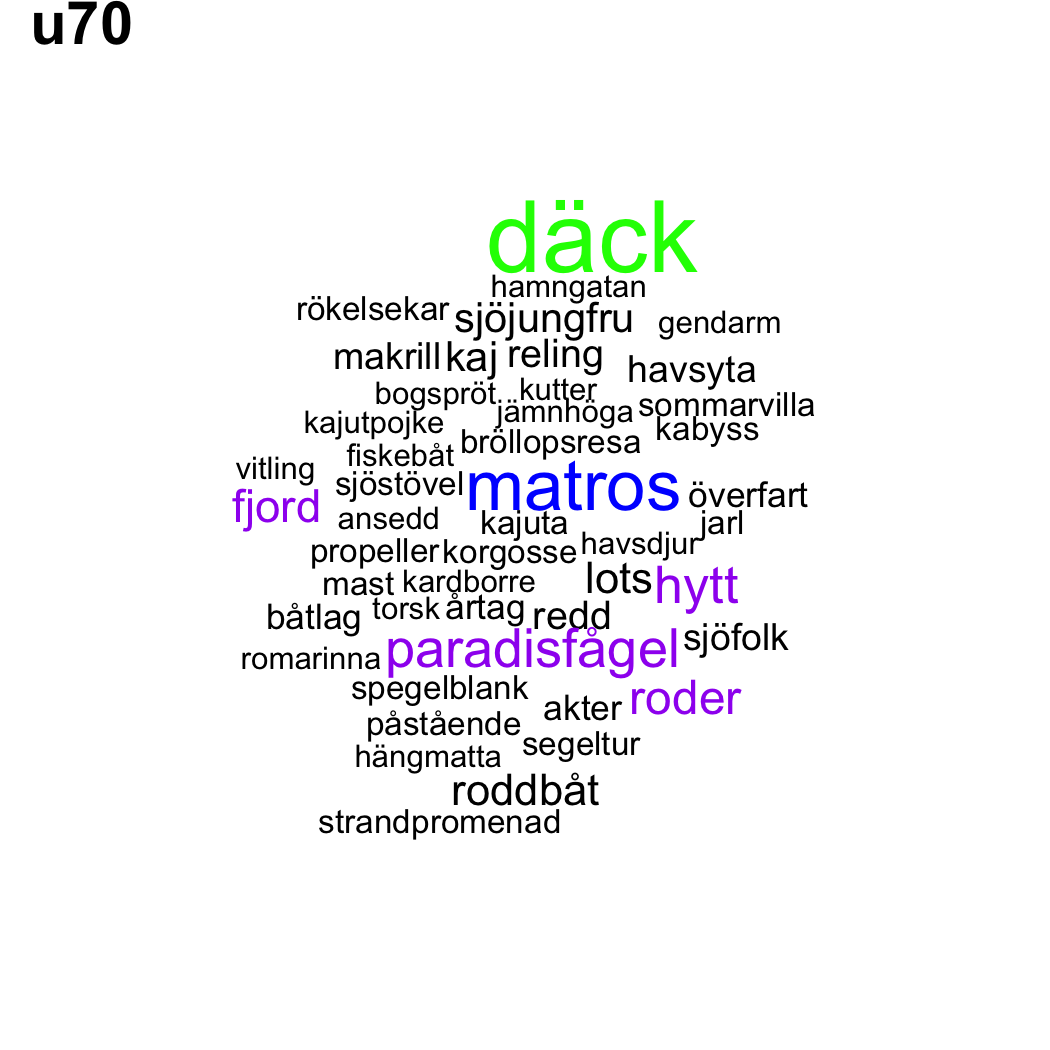 u70
däck
hamngatan
rökelsekar sjöjungfru gendarm
makrill kaj reling havsyta
bogspröt kutter
jämnhöga sommarvilla
kajutpojke bröllopsresa kabyss
fiskebåt
vitling sjöstövel matros överfart
fjord ansedd kajuta jarl
propeller korgosse havsdjur
mast kardborre lots hytt
båtlag torsk årtag redd
romarinna paradisfågel sjöfolk
spegelblank akter roder
påstående
hängmatta segeltur
roddbåt
strandpromenad